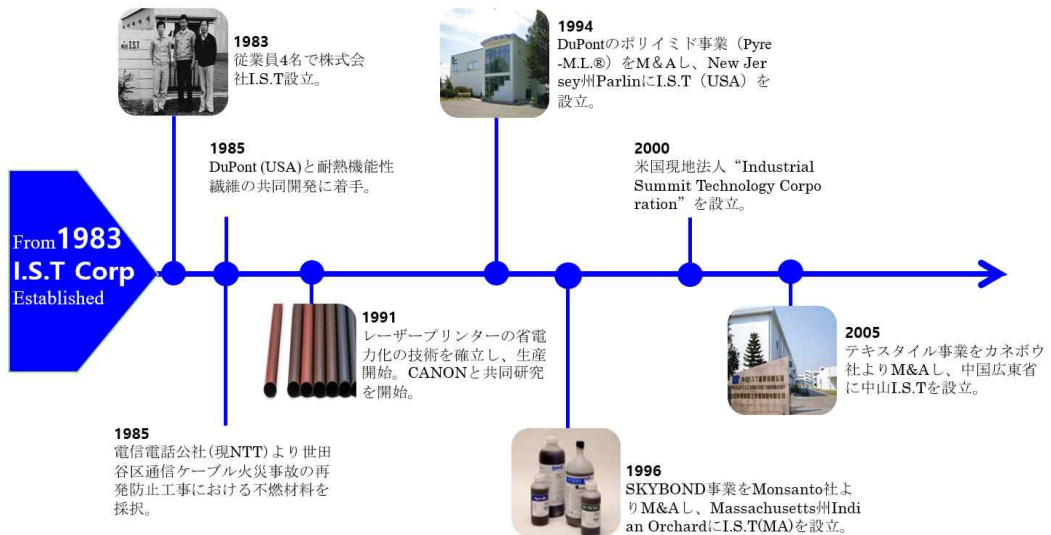 From 1983
I.S.T Corp
Established
1983
従業員4名で株式会
社I.S.T設立。
1985
DuPont (USA)と耐熱機能性
繊維の共同開発に着手。
1985
電信電話公社(現NTT)より世田
谷区通信ケーブル火災事故の再
発防止工事における不燃材料を
採択。
1991
レーザープリンターの省電
力化の技術を確立し、生産
開始。CANONと共同研究
を開始。
1994
DuPontのポリイミド事業（Pyre
-M.L.®）をM＆Aし、New Jer
sey州ParlinにI.S.T（USA）を
設立。
1996
SKYBOND事業をMonsanto社よ
りM&Aし、Massachusetts州Indi
an OrchardにI.S.T(MA)を設立。
2000
米国現地法人“Industrial
Summit Technology Corpo
ration”を設立。
2005
テキスタイル事業をカネボウ
社よりM&Aし、中国広東省
に中山I.S.Tを設立。